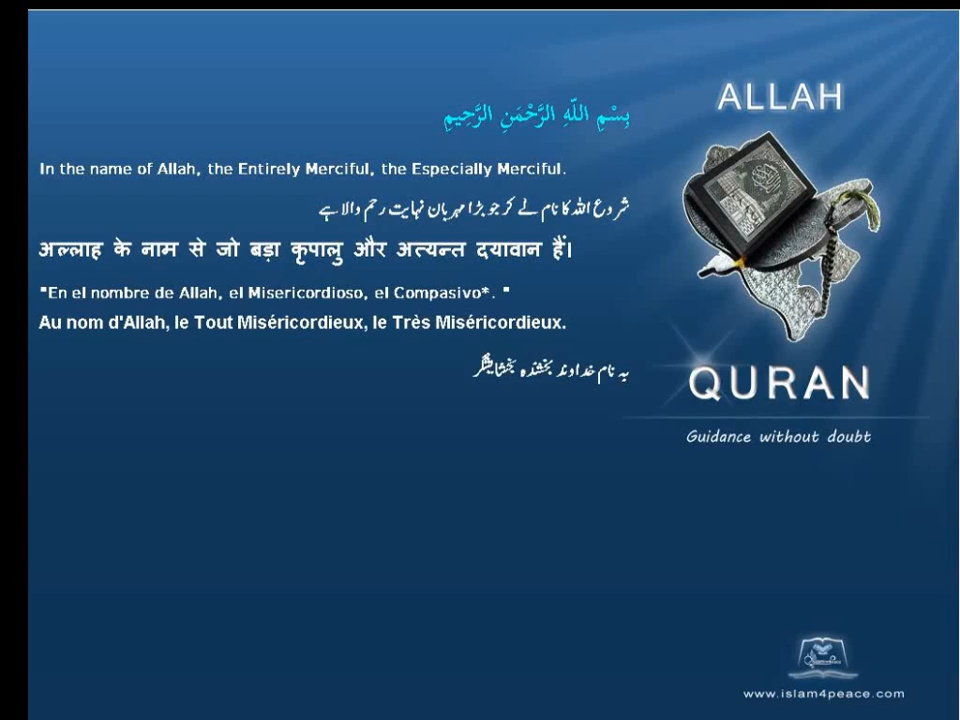 بِسْمِ اللَّهِ الرَّحْمَنِ الرَّحِيمِ
In the name of Allah, the Entirely Merciful, the Especially Merciful.
شروع الله کا نام لے کر جو بڑا مہربان نہایت رحم والا ہے
अल्लाह के नाम से जो बड़ा कृपालु और अत्यन्त दयावान हैं।
"En el nombre de Allah, el Misericordioso, el Compasivo*. "
Au nom d'Allah, le Tout Miséricordieux, le Très Miséricordieux.
به نام خداوند بخشنده بخشایشگر
ALLAH
QURAN
Guidance without doubt
www.islam4peace.com